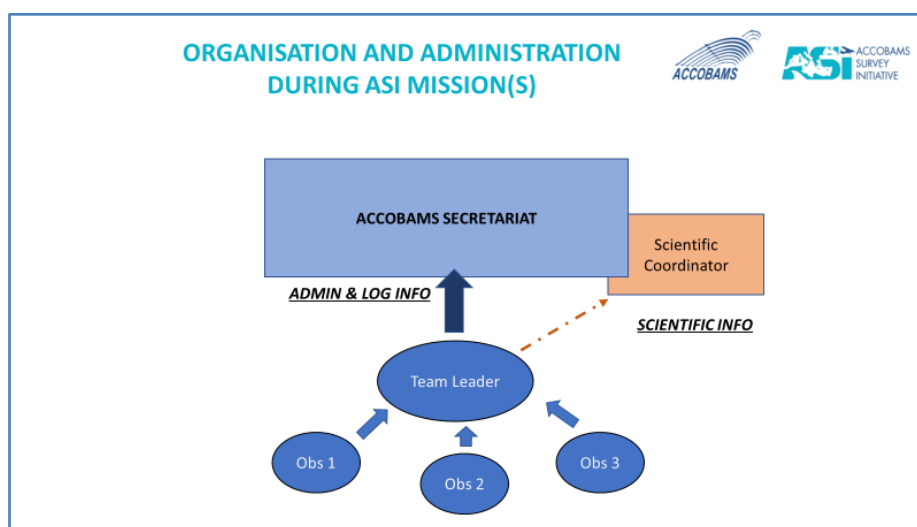 ORGANISATION AND ADMINISTRATION
DURING ASI MISSION(S)
ACCOBAMS
ASI
ACCOBAMS
SURVEY
INITIATIVE
ACCOBAMS SECRETARIAT
Scientific
Coordinator
ADMIN & LOG INFO
SCIENTIFIC INFO
Team Leader
Obs 1
Obs 2
Obs 3